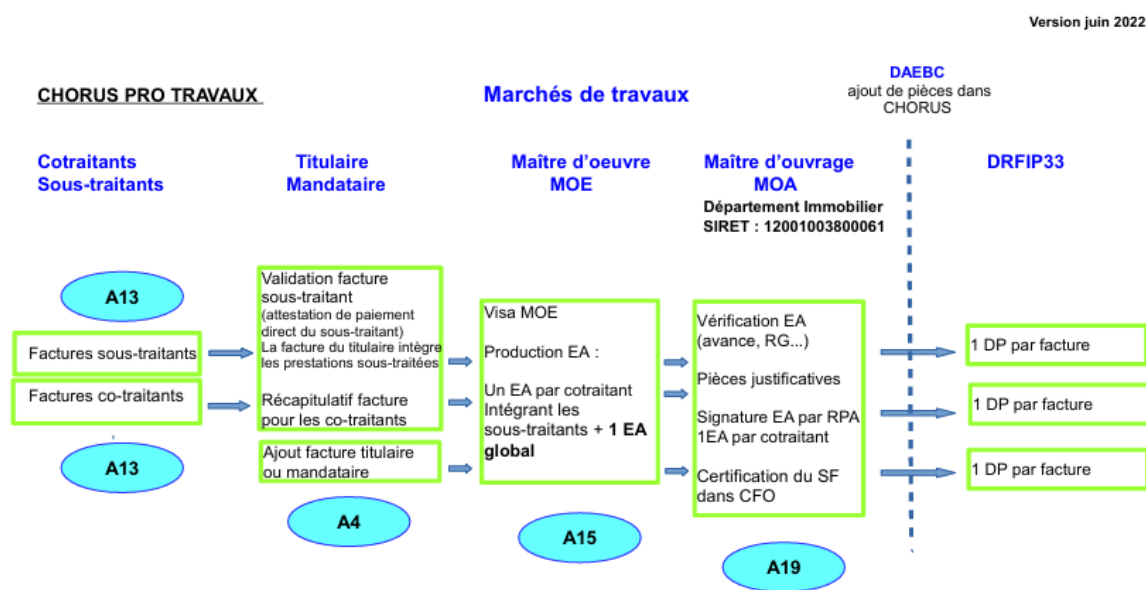 Version juin 2022
CHORUS PRO TRAVAUX
Marchés de travaux
DAEBC
ajout de pièces dans
CHORUS
Cotraitants
Sous-traitants
Titulaire
Mandataire
Maître d'oeuvre
MOE
Maître d'ouvrage
MOA
Département Immobilier
SIRET : 12001003800061
DRFIP33
A13
Factures sous-traitants
Factures co-traitants
A13
Validation facture
sous-traitant
(attestation de paiement
direct du sous-traitant)
La facture du titulaire intègre
les prestations sous-traitées
Récapitulatif facture
pour les co-traitants
Ajout facture titulaire
ou mandataire
A4
Visa MOE
Production EA :
Un EA par cotraitant
Intégrant les
sous-traitants + 1 EA
global
A15
Vérification EA
(avance, RG...)
Pièces justificatives
Signature EA par RPA
1EA par cotraitant
Certification du SF
dans CFO
A19
1 DP par facture
1 DP par facture
1 DP par facture